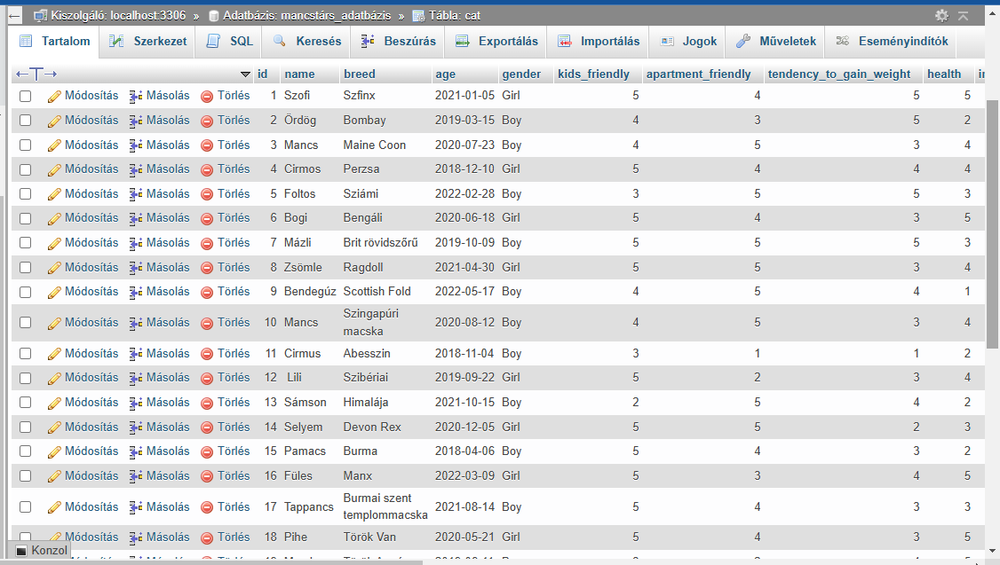 Kiszolgáló: localhost:3306 » Adatbázis: mancstárs_adatbázis » Tábla: cat
Tartalom Szerkezet SQL Keresés Beszúrás Exportálás Importálás Jogok Műveletek Eseményindítók
id name breed age gender kids_friendly apartment_friendly tendency_to_gain_weight health
Módosítás Másolás Törlés 1 Szofi Szfinx 2021-01-05 Girl 5 4 5 5
Módosítás Másolás Törlés 2 Ördög Bombay 2019-03-15 Boy 4 3 5 2
Módosítás Másolás Törlés 3 Mancs Maine Coon 2020-07-23 Boy 4 5 3 4
Módosítás Másolás Törlés 4 Cirmos Perzsa 2018-12-10 Girl 5 4 4 4
Módosítás Másolás Törlés 5 Foltos Sziámi 2022-02-28 Boy 3 5 5 3
Módosítás Másolás Törlés 6 Bogi Bengáli 2020-06-18 Girl 5 4 3 5
Módosítás Másolás Törlés 7 Mázli Brit rövidszőrű 2019-10-09 Boy 5 5 5 3
Módosítás Másolás Törlés 8 Zsömle Ragdoll 2021-04-30 Girl 5 5 3 4
Módosítás Másolás Törlés 9 Bendegúz Scottish Fold 2022-05-17 Boy 4 5 4 1
Módosítás Másolás Törlés 10 Mancs Szingapúri macska 2020-08-12 Boy 4 5 3 4
Módosítás Másolás Törlés 11 Cirmus Abesszin 2018-11-04 Boy 3 1 1 2
Módosítás Másolás Törlés 12 Lili Szibériai 2019-09-22 Girl 5 2 3 4
Módosítás Másolás Törlés 13 Sámson Himalája 2021-10-15 Boy 2 5 4 2
Módosítás Másolás Törlés 14 Selyem Devon Rex 2020-12-05 Girl 5 5 2 3
Módosítás Másolás Törlés 15 Pamacs Burma 2018-04-06 Boy 5 4 3 2
Módosítás Másolás Törlés 16 Füles Manx 2022-03-09 Girl 5 3 4 5
Módosítás Másolás Törlés 17 Tappancs Burmai szent templommacska 2021-08-14 Boy 5 4 3 3
Módosítás Másolás Törlés 18 Pihe Török Van 2020-05-21 Girl 5 4 3 5
Konzol